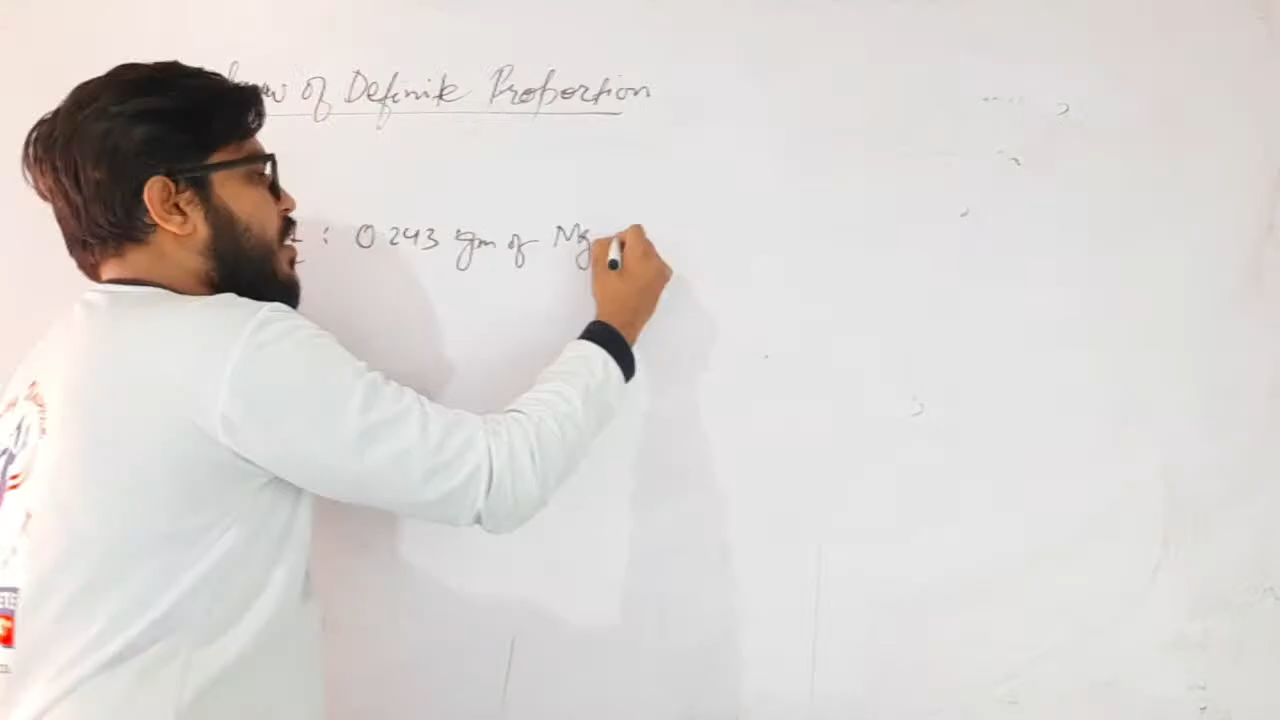 Law of Definite Proportion
: 0.243 gm of Mg